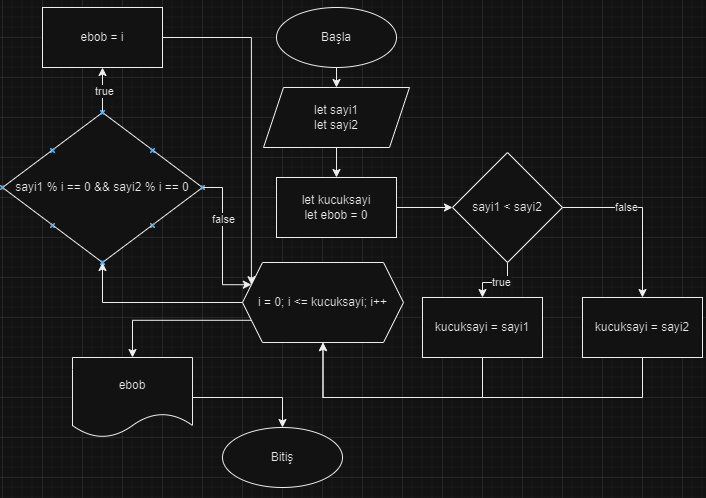 Başla
let sayi1
let sayi2
let kucuksayi
let ebob = 0
sayi1 < sayi2
true
false
kucuksayi = sayi1
kucuksayi = sayi2
i = 0; i <= kucuksayi; i++
sayi1 % i == 0 && sayi2 % i == 0
true
false
ebob = i
ebob
Bitiş